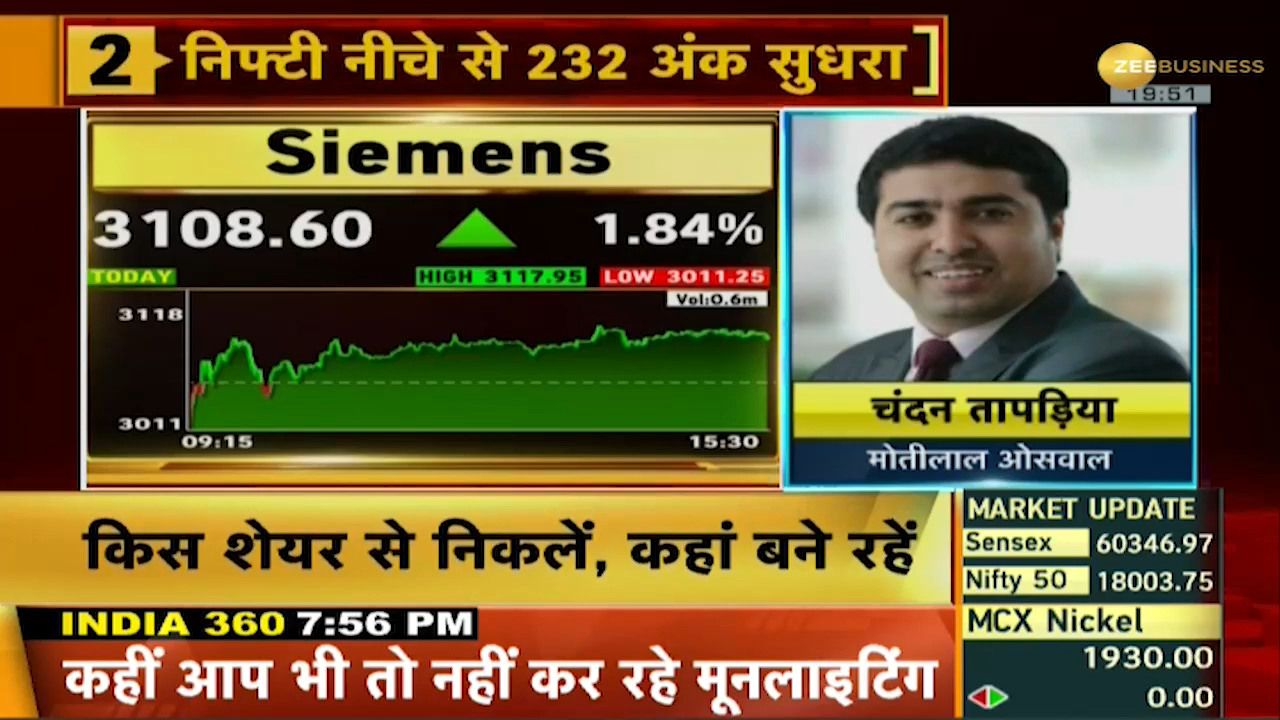 2 निफ्टी नीचे से 232 अंक सुधरा
ZEEBUSINESS
19:51
Siemens
3108.60 1.84%
TODAY HIGH 3117.95 LOW 3011.25
Vol:0.6m
3118
3011
09:15 15:30
चंदन तापड़िया
मोतीलाल ओसवाल
किस शेयर से निकलें, कहां बने रहें
INDIA 360 7:56 PM
कहीं आप भी तो नहीं कर रहे मूनलाइटिंग
MARKET UPDATE
Sensex 60346.97
Nifty 50 18003.75
MCX Nickel
1930.00
0.00